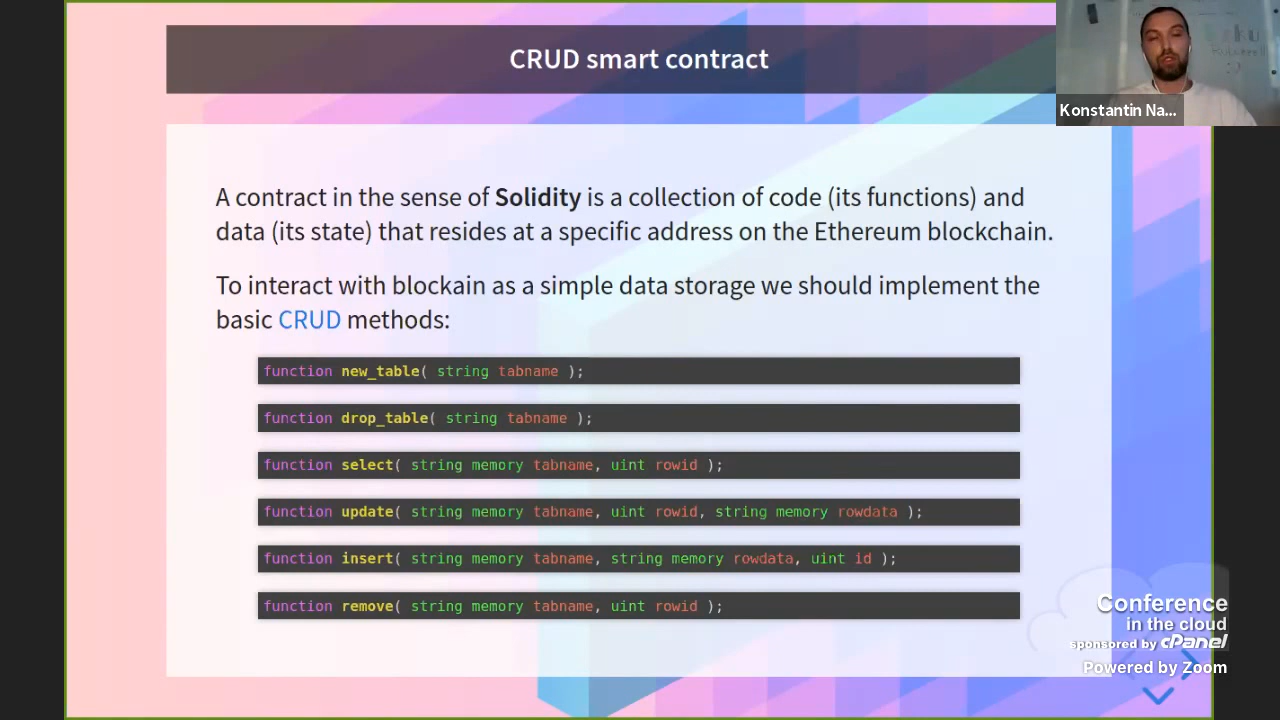 CRUD smart contract
Konstantin Na...
A contract in the sense of Solidity is a collection of code (its functions) and
data (its state) that resides at a specific address on the Ethereum blockchain.
To interact with blockain as a simple data storage we should implement the
basic CRUD methods:
function new_table( string tabname );
function drop_table( string tabname );
function select( string memory tabname, uint rowid );
function update( string memory tabname, uint rowid, string memory rowdata );
function insert( string memory tabname, string memory rowdata, uint id );
function remove( string memory tabname, uint rowid );
Conference
in the cloud
sponsored by cPanel
Powered by Zoom